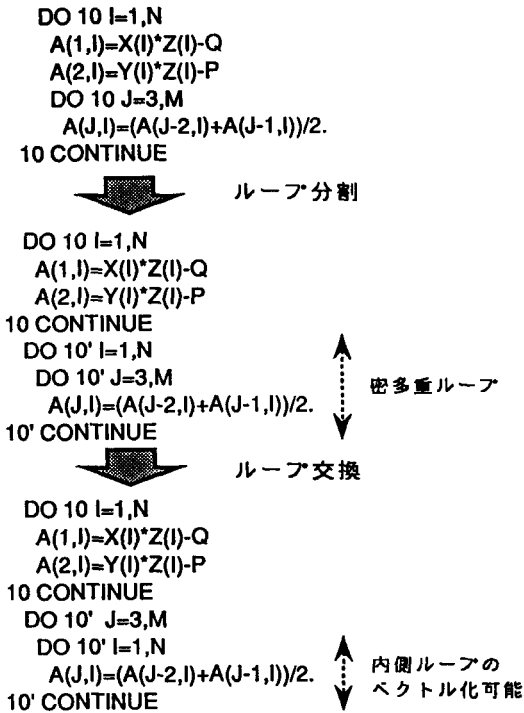 DO 10 I=1,N
A(1,I)=X(I)*Z(I)-Q
A(2,I)=Y(I)*Z(I)-P
DO 10 J=3,M
A(J,I)=(A(J-2,I)+A(J-1,I))/2.
10 CONTINUE
ループ分割
DO 10 I=1,N
A(1,I)=X(I)*Z(I)-Q
A(2,I)=Y(I)*Z(I)-P
10 CONTINUE
DO 10' I=1,N
DO 10' J=3,M
A(J,I)=(A(J-2,I)+A(J-1,I))/2.
10' CONTINUE
密多重ループ
ループ交換
DO 10 I=1,N
A(1,I)=X(I)*Z(I)-Q
A(2,I)=Y(I)*Z(I)-P
10 CONTINUE
DO 10' J=3,M
DO 10' I=1,N
A(J,I)=(A(J-2,I)+A(J-1,I))/2.
10' CONTINUE
内側ループの
ベクトル化可能